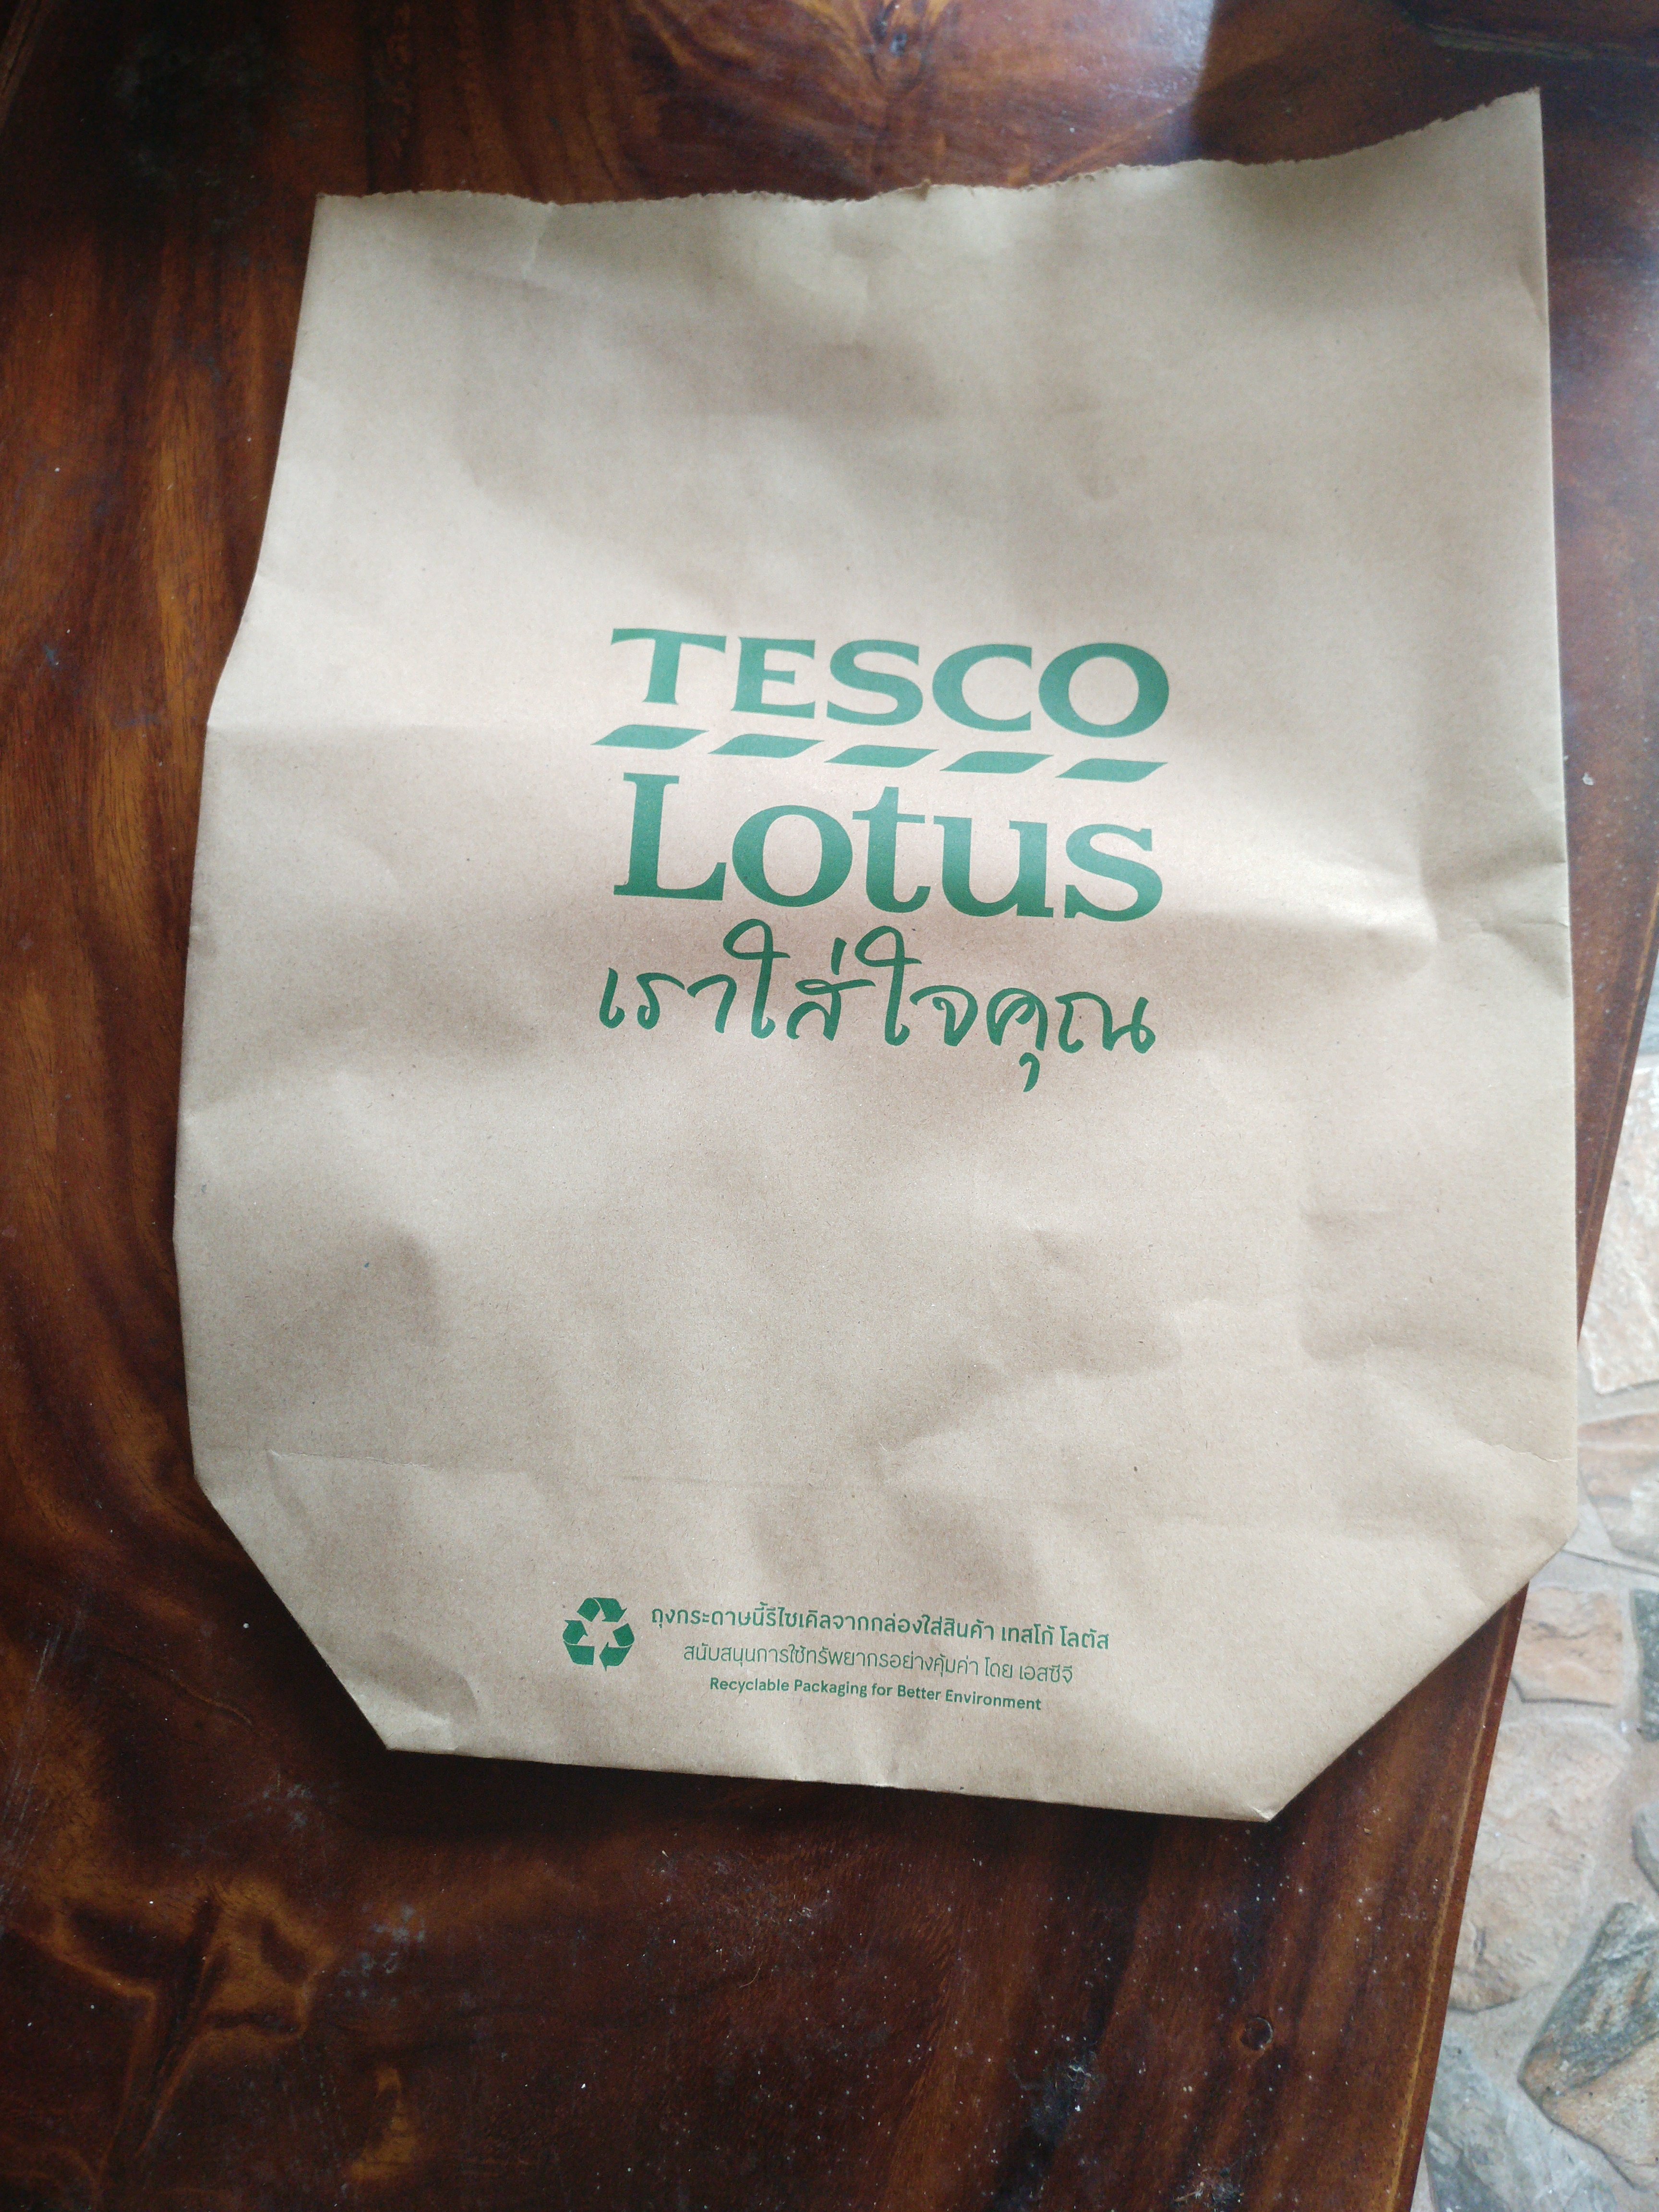 TESCO
Lotus
เราใส่ใจคุณ
ถุงกระดาษนี้รีไซเคิลจากกล่องใส่สินค้า เทสโก้ โลตัส
สนับสนุนการใช้ทรัพยากรอย่างคุ้มค่า โดย เอสซีจี
Recyclable Packaging for Better Environment